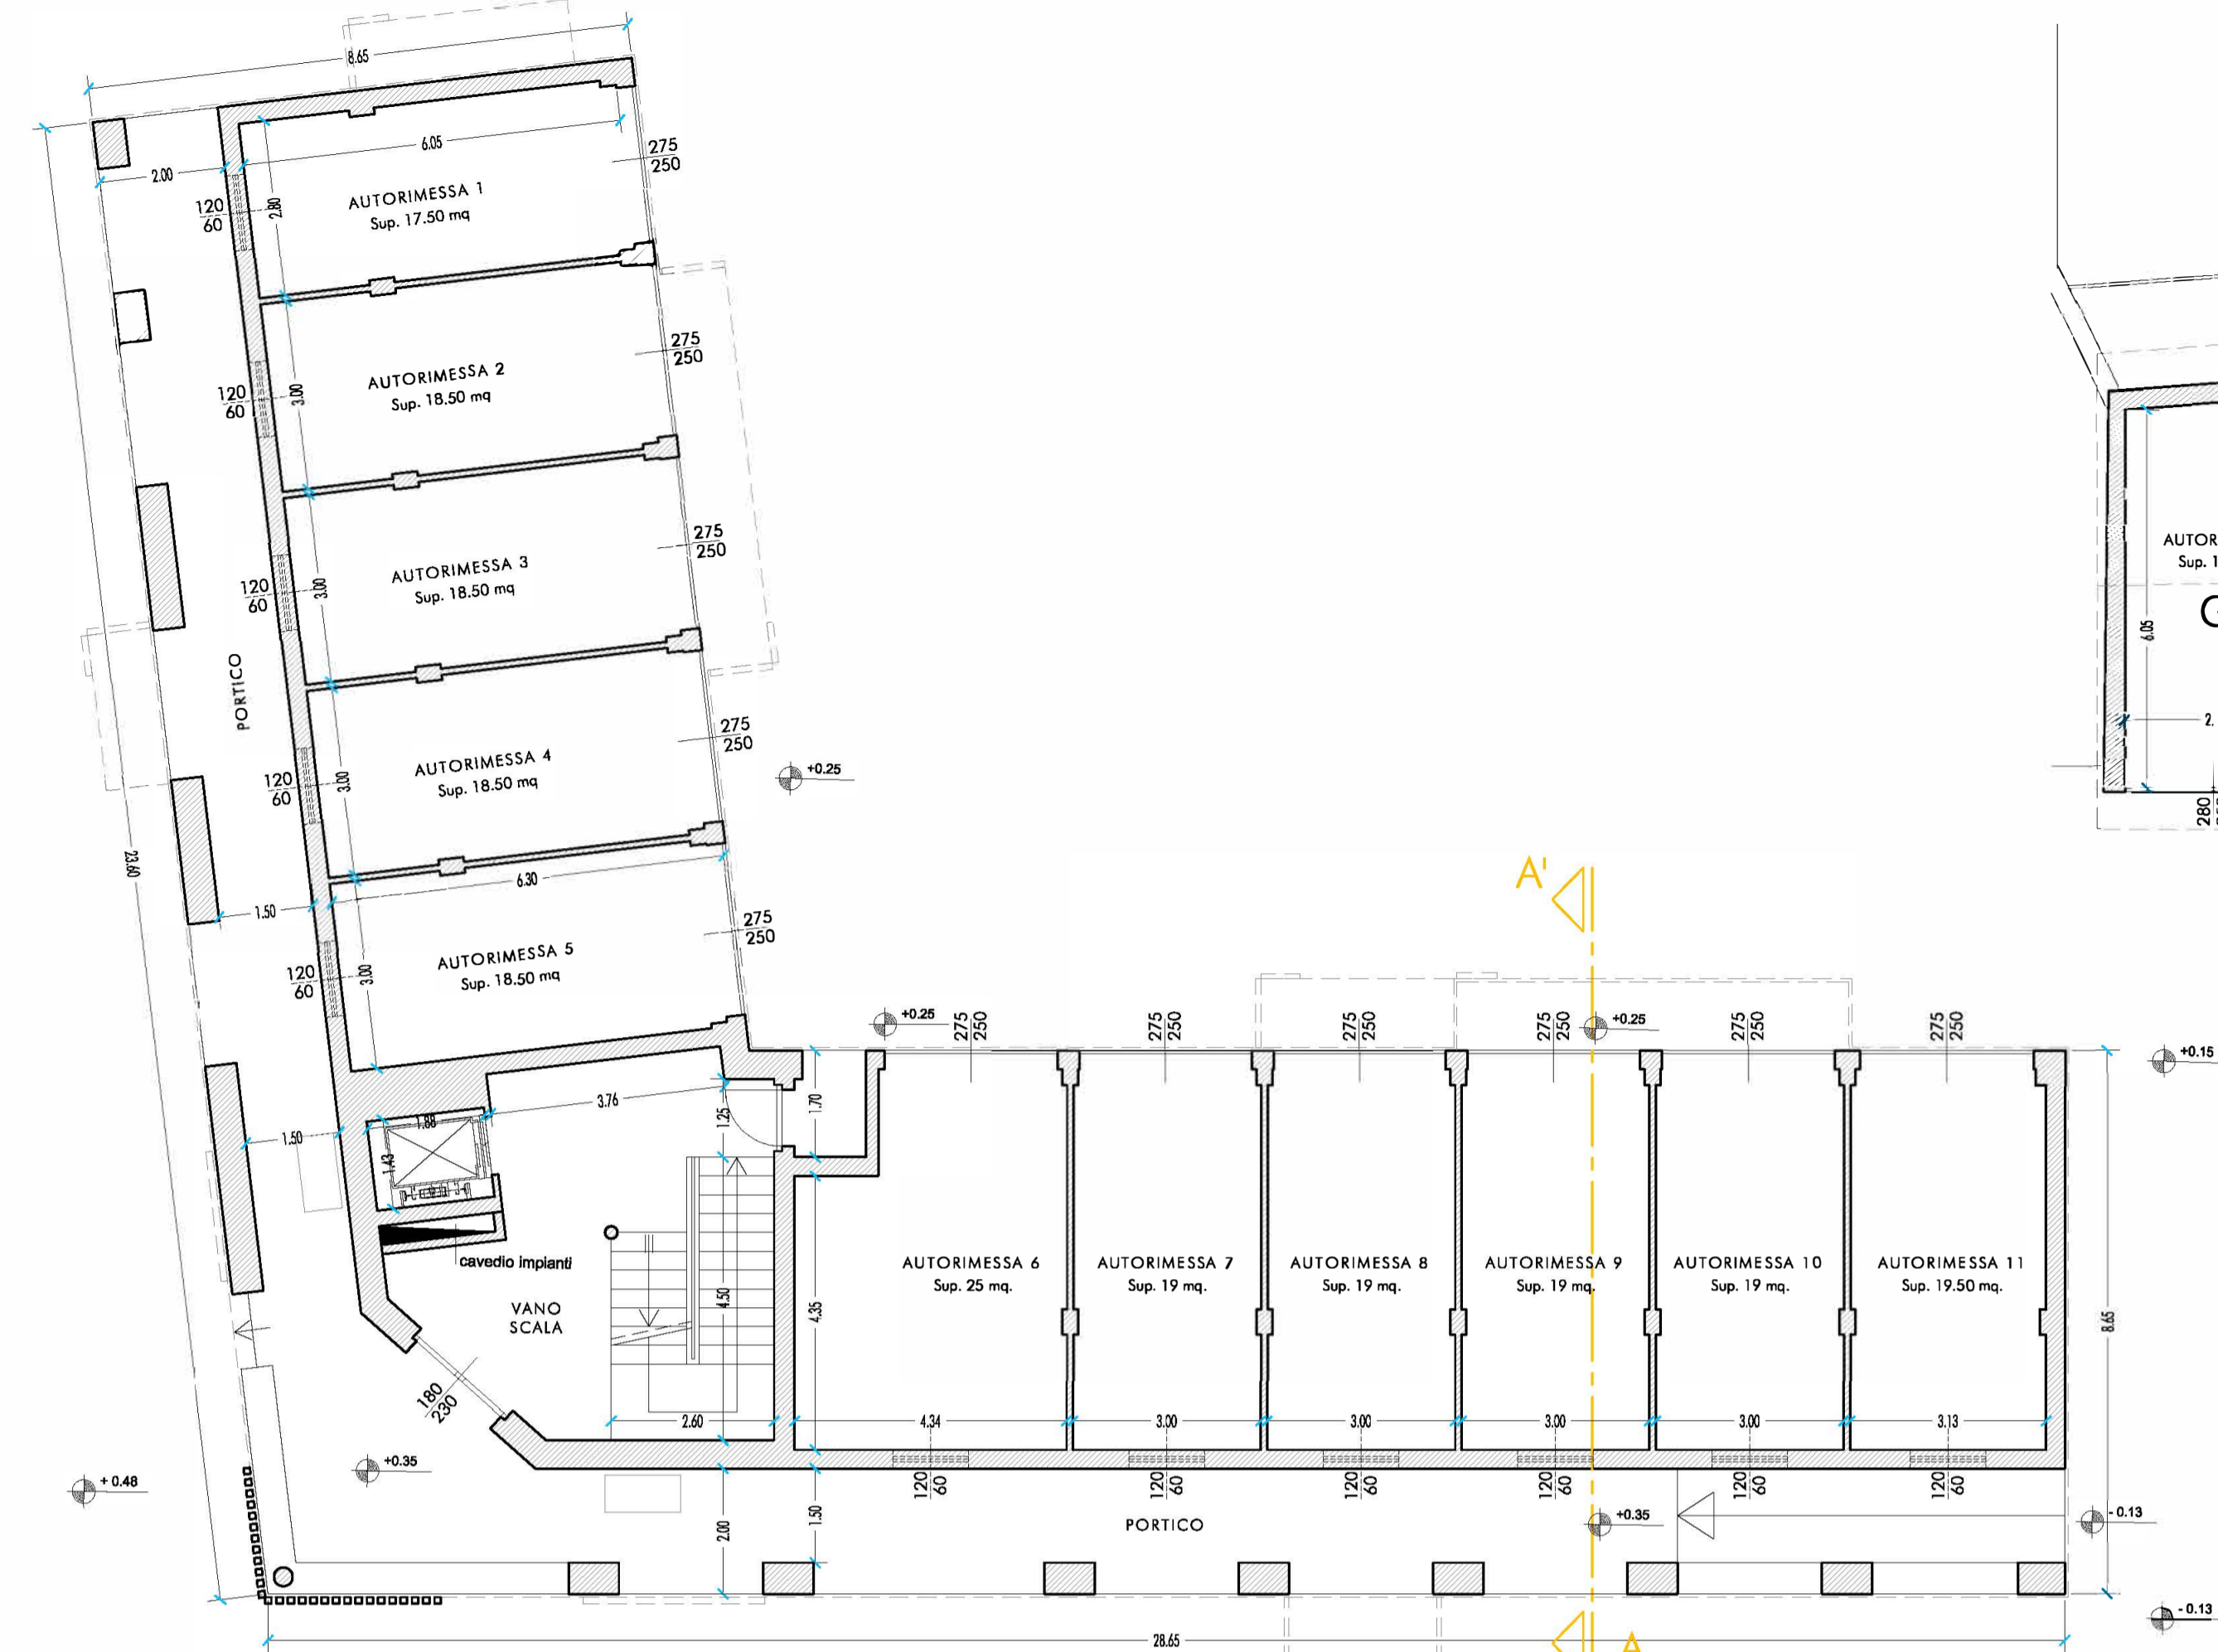 8.65
6.05
275
250
2.00
120
60
2.80
AUTORIMESSA 1
Sup. 17.50 mq
275
250
120
60
3.00
AUTORIMESSA 2
Sup. 18.50 mq
275
250
120
60
3.00
AUTORIMESSA 3
Sup. 18.50 mq
PORTICO
275
250
120
60
3.00
AUTORIMESSA 4
Sup. 18.50 mq
+0.25
23.60
6.30
1.50
275
250
120
60
3.00
AUTORIMESSA 5
Sup. 18.50 mq
AUTOR
Sup. 1
G
6.05
2.
280
A'
+0.25
275
250
275
250
275
250
275
250
+0.25
275
250
275
250
+0.15
3.76
1.25
1.70
1.88
1.43
1.50
cavedio impianti
VANO
SCALA
4.50
4.35
AUTORIMESSA 6
Sup. 25 mq.
AUTORIMESSA 7
Sup. 19 mq.
AUTORIMESSA 8
Sup. 19 mq.
AUTORIMESSA 9
Sup. 19 mq.
AUTORIMESSA 10
Sup. 19 mq.
AUTORIMESSA 11
Sup. 19.50 mq.
8.65
180
230
2.60
4.34
3.00
3.00
3.00
3.00
3.13
+ 0.48
+0.35
120
60
120
60
120
60
120
60
120
60
120
60
2.00
1.50
PORTICO
+0.35
- 0.13
- 0.13
28.65
A